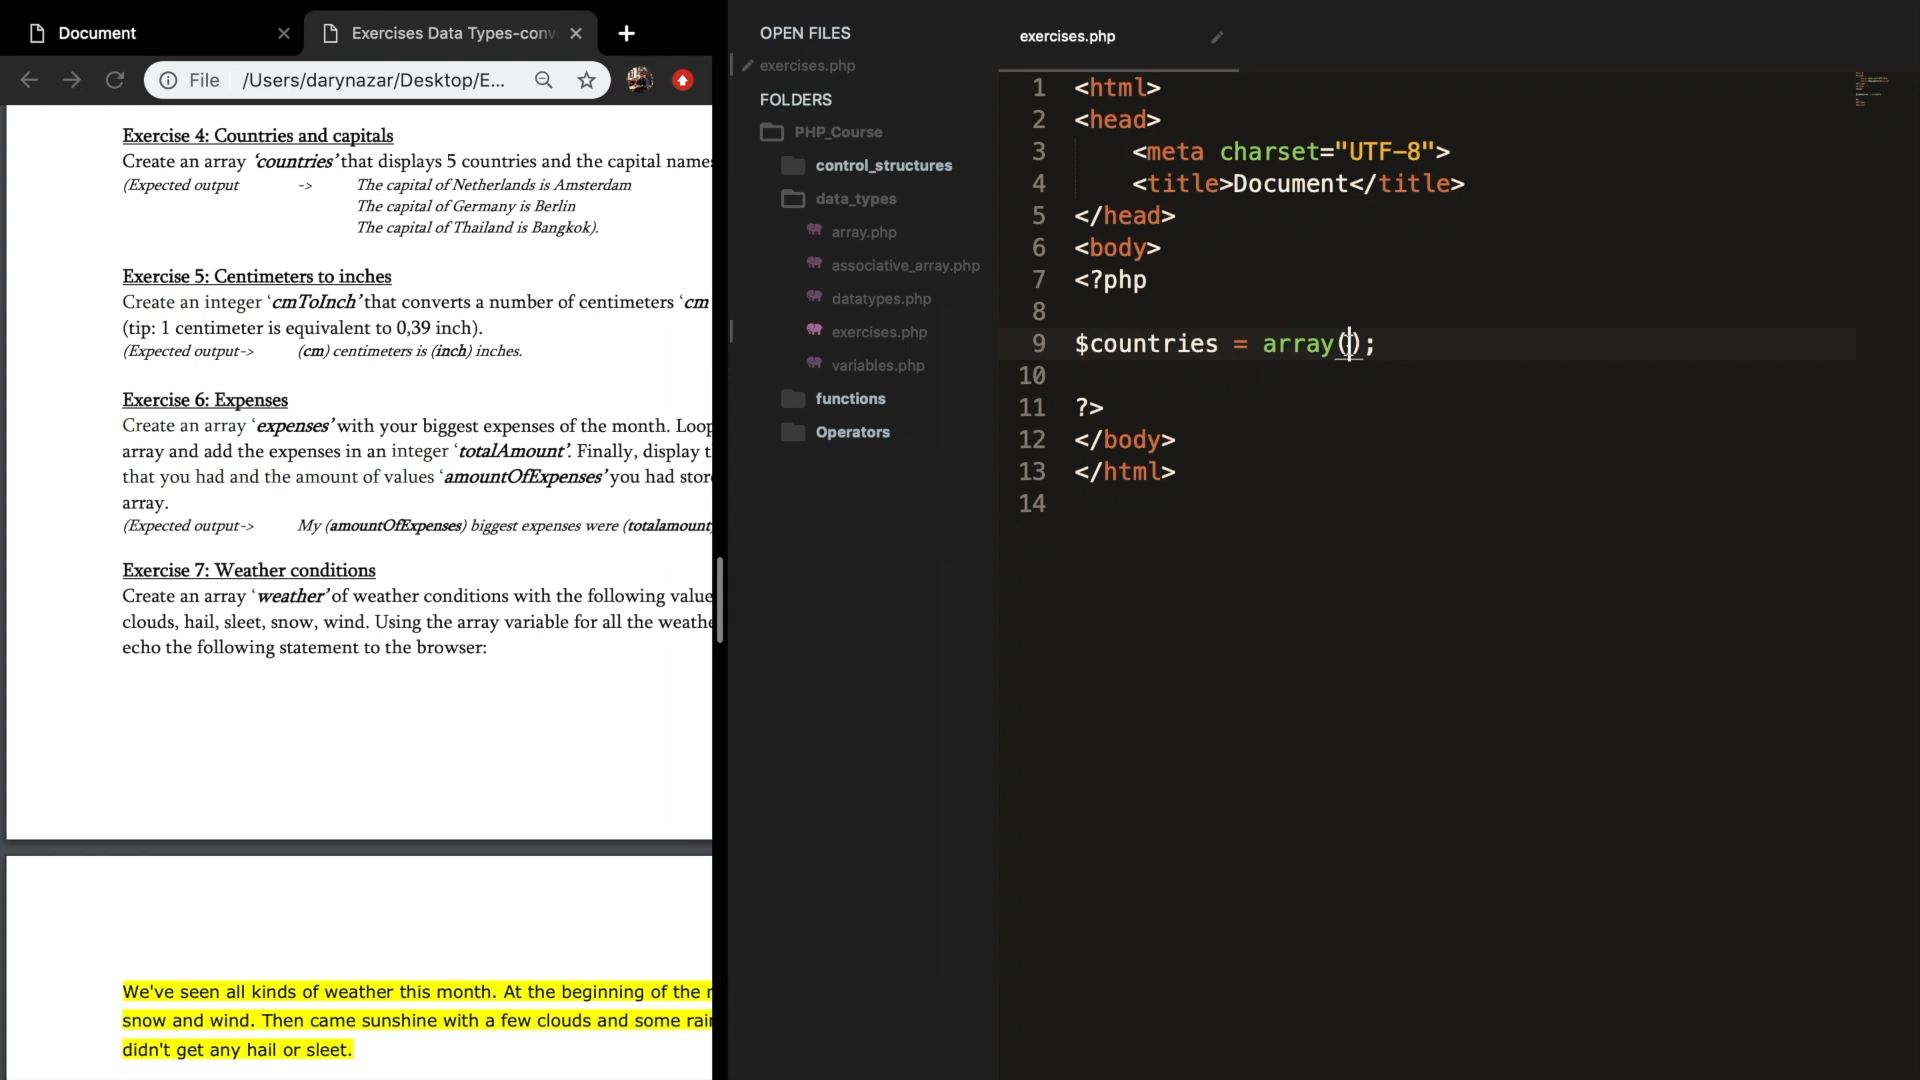 Document
Exercises Data Types-conv
File /Users/darynazar/Desktop/E...
Exercise 4: Countries and capitals
Create an array ‘countries’ that displays 5 countries and the capital names
(Expected output -> The capital of Netherlands is Amsterdam
The capital of Germany is Berlin
The capital of Thailand is Bangkok).
Exercise 5: Centimeters to inches
Create an integer ‘cmToInch’ that converts a number of centimeters ‘cm
(tip: 1 centimeter is equivalent to 0,39 inch).
(Expected output-> (cm) centimeters is (inch) inches.
Exercise 6: Expenses
Create an array ‘expenses’ with your biggest expenses of the month. Loop
array and add the expenses in an integer ‘totalAmount’. Finally, display t
that you had and the amount of values ‘amountOfExpenses’ you had stor
array.
(Expected output-> My (amountOfExpenses) biggest expenses were (totalamount)
Exercise 7: Weather conditions
Create an array ‘weather’ of weather conditions with the following value
clouds, hail, sleet, snow, wind. Using the array variable for all the weathe
echo the following statement to the browser:
We've seen all kinds of weather this month. At the beginning of the
snow and wind. Then came sunshine with a few clouds and some rai
didn't get any hail or sleet.
OPEN FILES
exercises.php
FOLDERS
PHP_Course
control_structures
data_types
array.php
associative_array.php
datatypes.php
exercises.php
variables.php
functions
Operators
exercises.php
1 <html>
2 <head>
3 <meta charset="UTF-8">
4 <title>Document</title>
5 </head>
6 <body>
7 <?php
8
9 $countries = array();
10
11 ?>
12 </body>
13 </html>
14